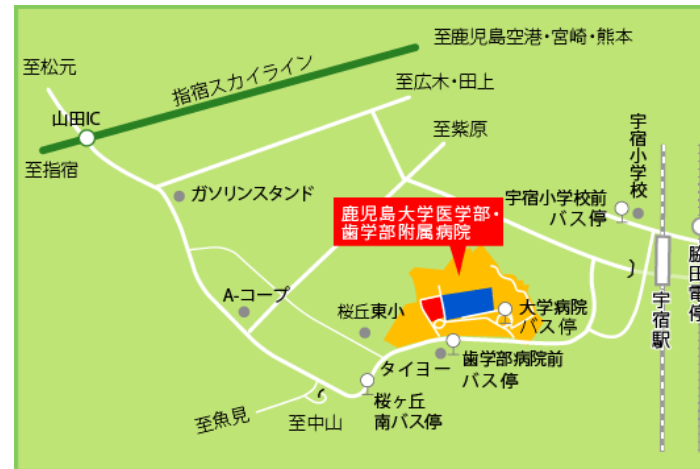 至鹿児島空港・宮崎・熊本
至松元
指宿スカイライン
至広木・田上
山田IC
至紫原
至指宿
宇宿小学校
ガソリンスタンド
宇宿小学校前
バス停
鹿児島大学医学部・
歯学部附属病院
脇田電停
A-コープ
宇宿駅
桜丘東小
大学病院
バス停
タイヨー
歯学部病院前
バス停
桜ヶ丘
南バス停
至魚見
至中山